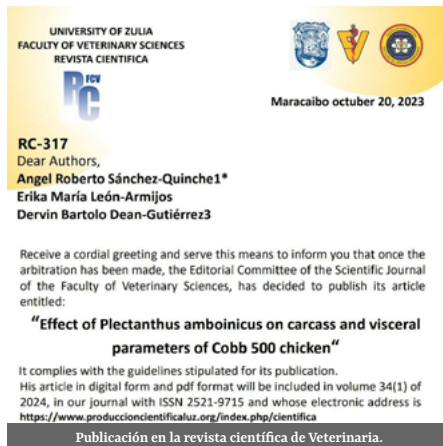 UNIVERSITY OF ZULIA
FACULTY OF VETERINARY SCIENCES
REVISTA CIENTIFICA
FCV
RC
Maracaibo octuber 20, 2023
RC-317
Dear Authors,
Angel Roberto Sánchez-Quinche1*
Erika María León-Armijos
Dervin Bartolo Dean-Gutiérrez3
Receive a cordial greeting and serve this means to inform you that once the
arbitration has been made, the Editorial Committee of the Scientific Journal
of the Faculty of Veterinary Sciences, has decided to publish its article
entitled:
"Effect of Plectanthus amboinicus on carcass and visceral
parameters of Cobb 500 chicken"
It complies with the guidelines stipulated for its publication.
His article in digital form and pdf format will be included in volume 34(1) of
2024, in our journal with ISSN 2521-9715 and whose electronic address is
https://www.produccioncientificaluz.org/index.php/cientifica
Publicación en la revista científica de Veterinaria.